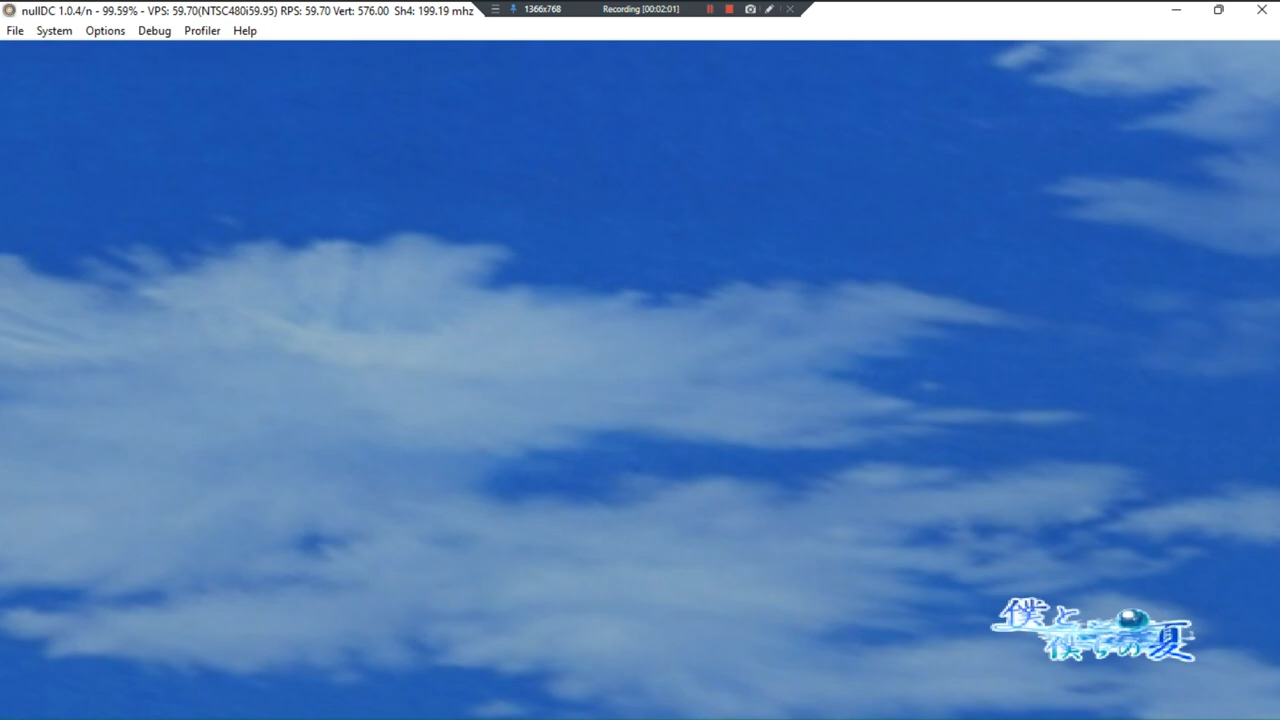 nullDC 1.0.4/n - 99.59% - VPS: 59.70(NTSC480i59.95) RPS: 59.70 Vert: 576.00 Sh4: 199.19 mhz
1366x768
Recording [00:02:01]
File System Options Debug Profiler Help
僕と、
僕らの夏